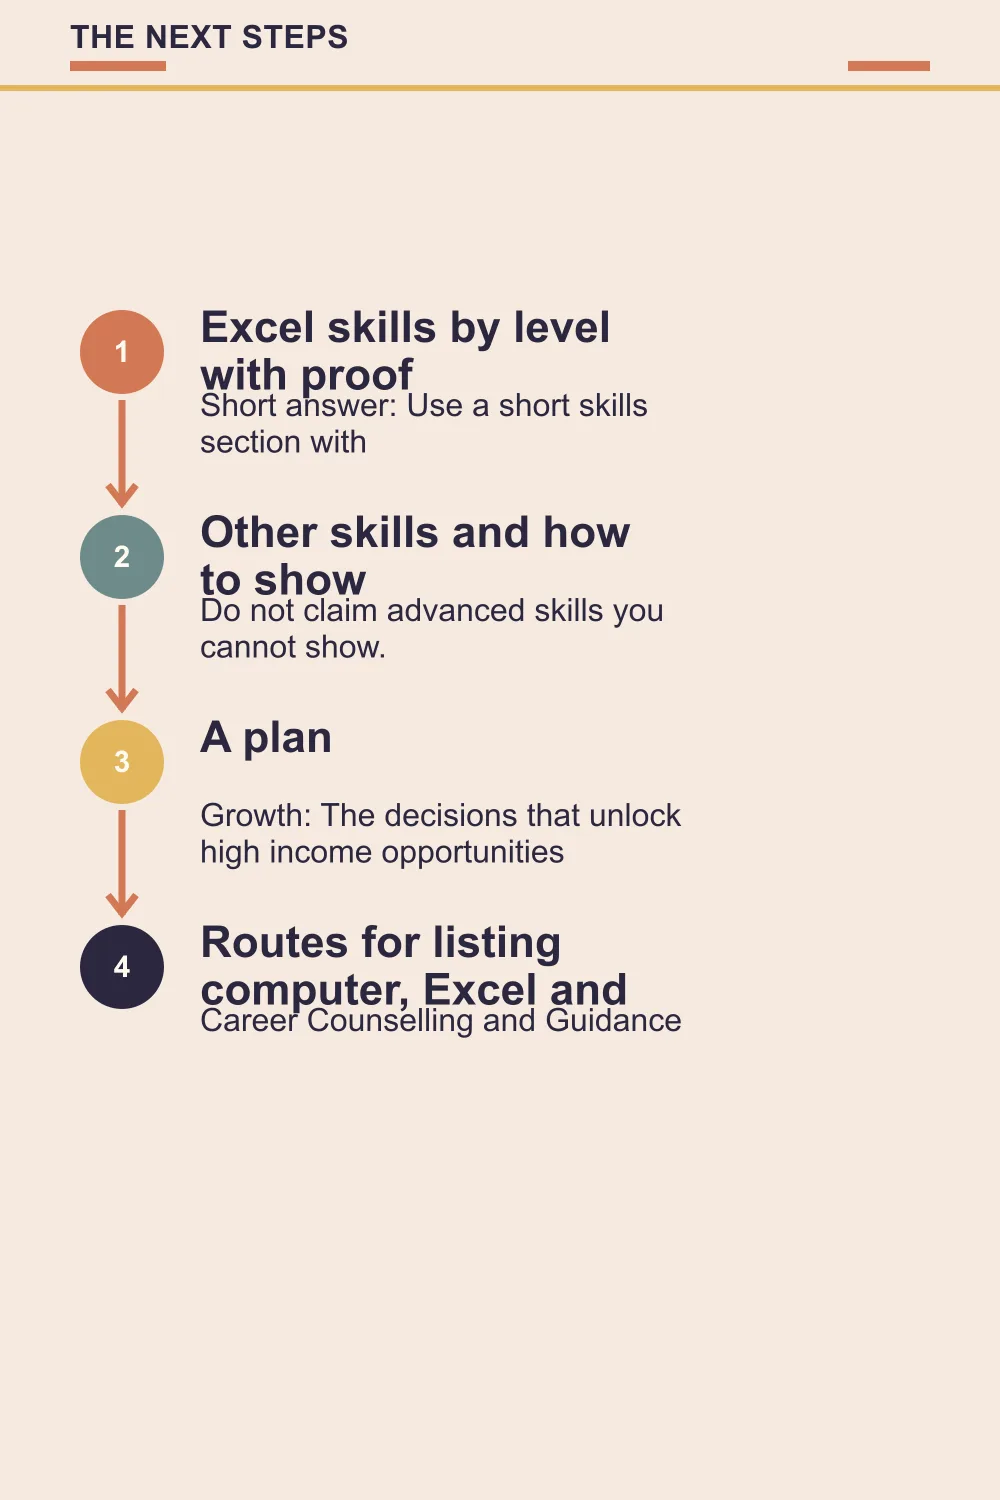 THE NEXT STEPS
1
Excel skills by level
with proof
Short answer: Use a short skills
section with
2
Other skills and how
to show
Do not claim advanced skills you
cannot show.
3
A plan
Growth: The decisions that unlock
high income opportunities
4
Routes for listing
computer, Excel and
Career Counselling and Guidance